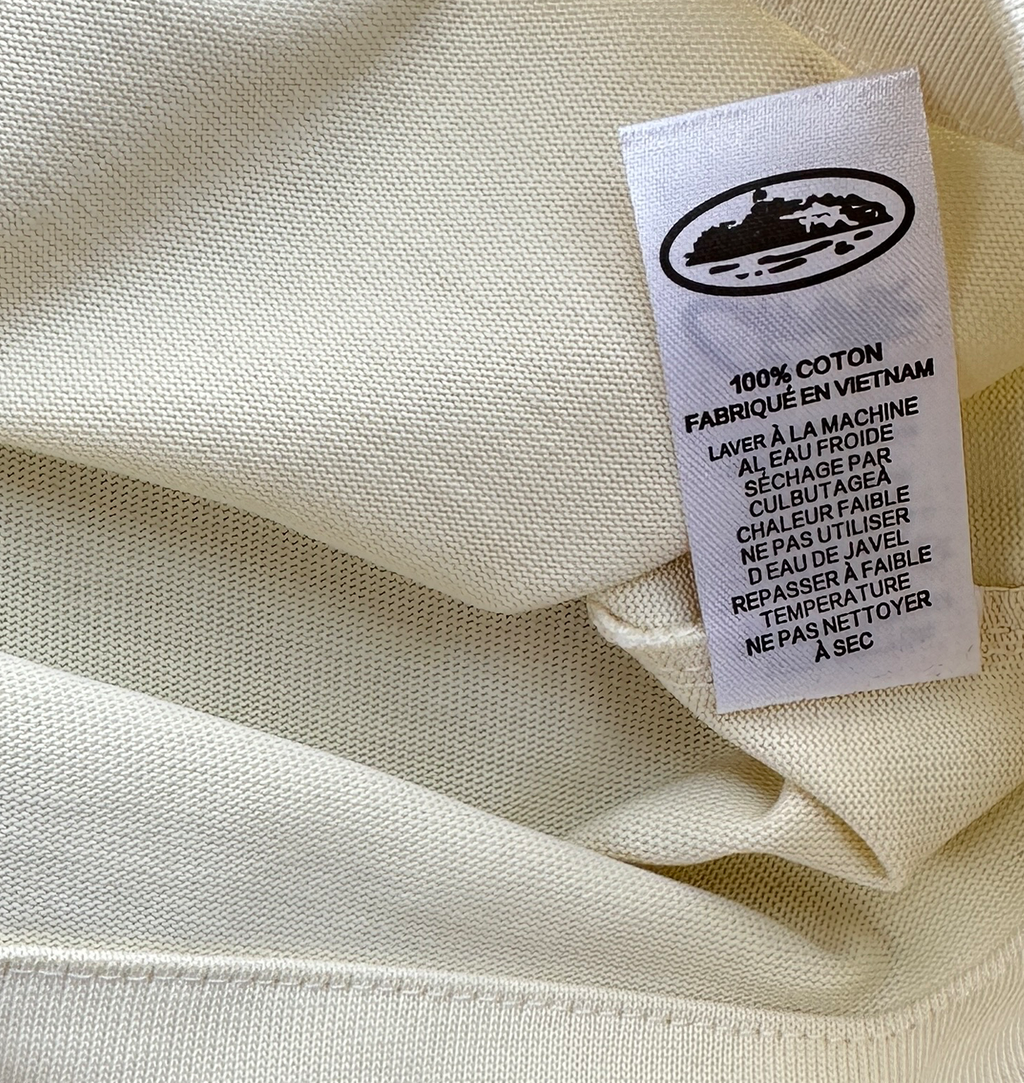 100% COTON
FABRIQUÉ EN VIETNAM
LAVER À LA MACHINE
AL EAU FROIDE
SÉCHAGE PAR
CULBUTAGEÀ
CHALEUR FAIBLE
NE PAS UTILISER
D EAU DE JAVEL
REPASSER À FAIBLE
TEMPERATURE
NE PAS NETTOYER
À SEC